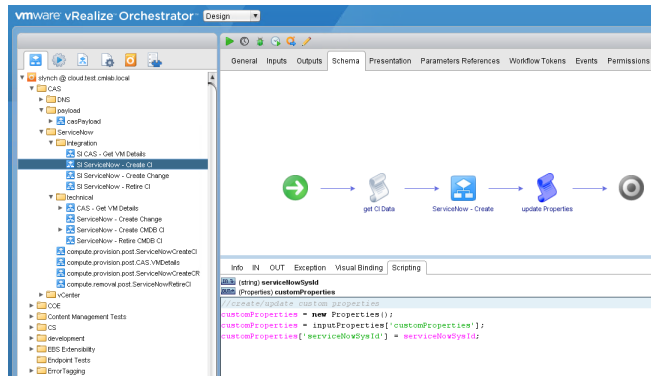 vmware vRealize Orchestrator Design
General Inputs Outputs Schema Presentation Parameters References Workflow Tokens Events Permissions
slynch @ cloud.test.cmlab.local
CAS
DNS
payload
casPayload
ServiceNow
Integration
SI CAS - Get VM Details
SI ServiceNow - Create CI
SI ServiceNow - Create Change
SI ServiceNow - Retire CI
technical
CAS - Get VM Details
ServiceNow - Create Change
ServiceNow - Create CMDB CI
ServiceNow - Retire CMDB CI
compute.provision.post.ServiceNowCreateCI
compute.provision.post.CAS.VMDetails
compute.provision.post.ServiceNowCreateCR
compute.removal.post.ServiceNowRetireCI
vCenter
COE
Content Management Tests
CS
development
EBS Extensibility
Endpoint Tests
ErrorTagging
get CI Data ServiceNow - Create update Properties
Info IN OUT Exception Visual Binding Scripting
(string) serviceNowSysId
(Properties) customProperties
//create/update custom properties
customProperties = new Properties();
customProperties = inputProperties['customProperties'];
customProperties['serviceNowSysId'] = serviceNowSysId;